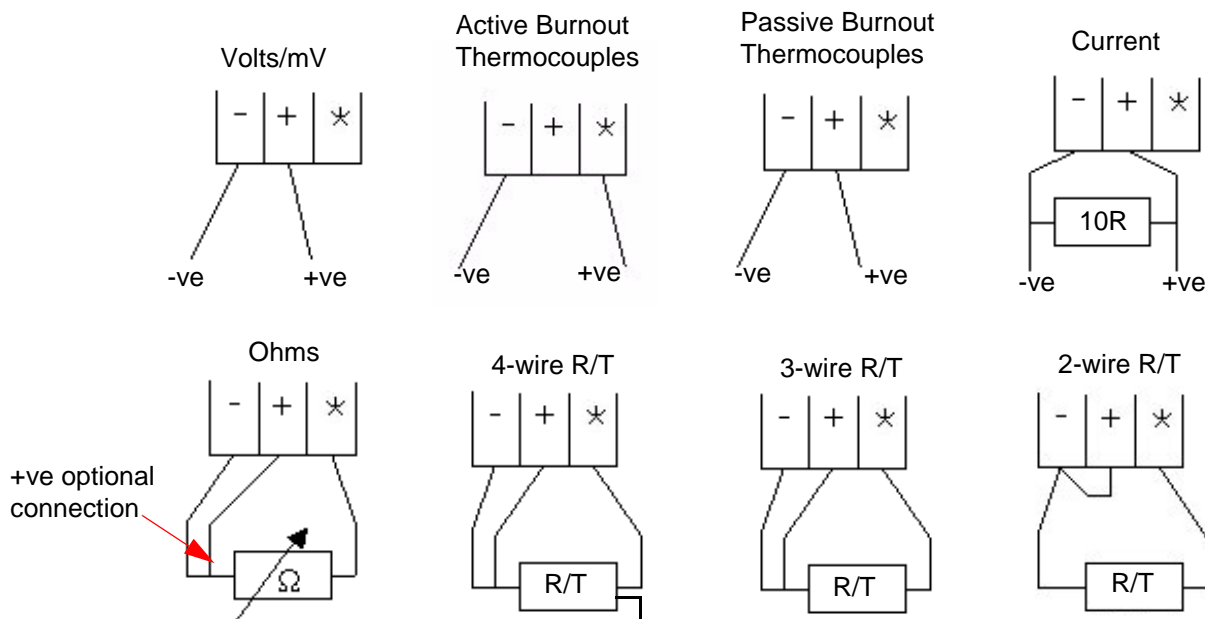 Volts/mV
Active Burnout
Thermocouples
Passive Burnout
Thermocouples
Current
- + *
- + *
- + *
- + *
10R
-ve +ve
-ve +ve
-ve +ve
-ve +ve
Ohms
4-wire R/T
3-wire R/T
2-wire R/T
- + *
- + *
- + *
- + *
+ve optional
connection
Ω
R/T
R/T
R/T